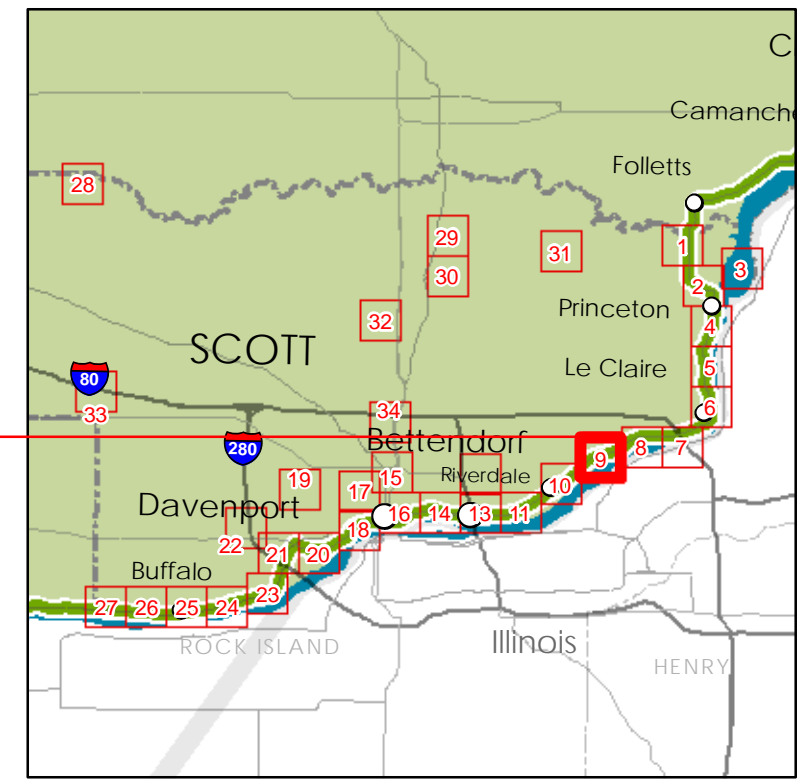 C
Camanche
Folletts
28
29
1
31
30
3
2
Princeton
4
32
SCOTT
Le Claire
5
80
33
34
6
Bettendorf
280
8
7
9
Riverdale
15
19
17
10
Davenport
16
14
13
11
22
18
21
20
Buffalo
23
27
26
25
24
ROCK ISLAND
Illinois
HENRY